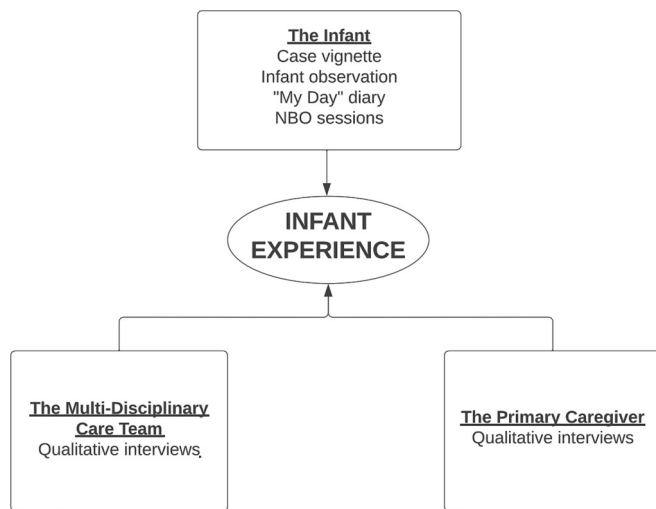 The Infant
Case vignette
Infant observation
"My Day" diary
NBO sessions
INFANT
EXPERIENCE
The Multi-Disciplinary
Care Team
Qualitative interviews.
The Primary Caregiver
Qualitative interviews